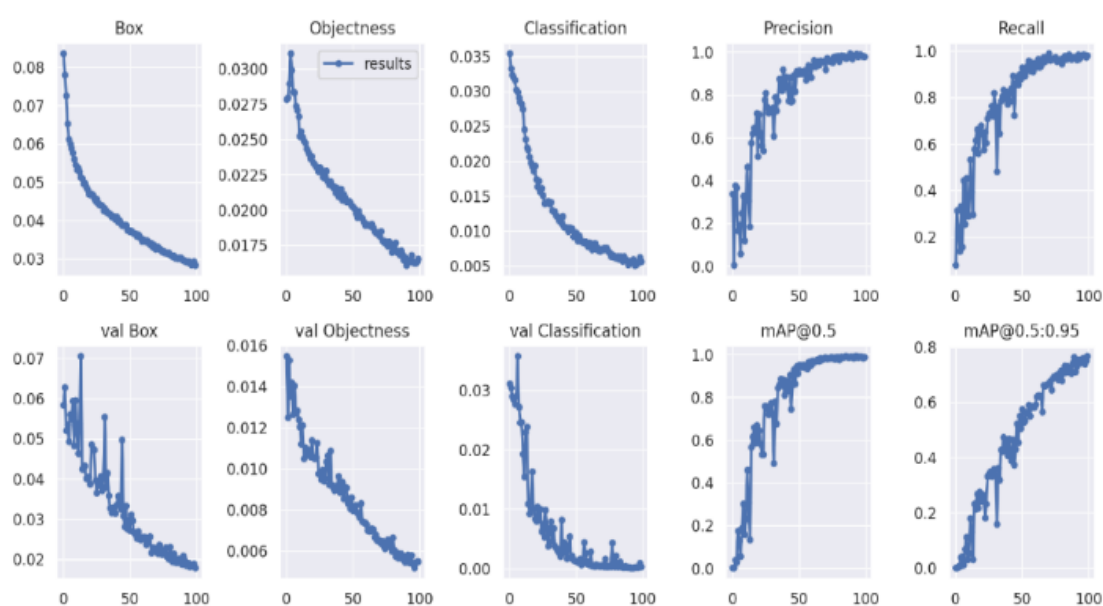 Box
Objectness
Classification
Precision
Recall
0.08
0.07
0.06
0.05
0.04
0.03
0 50 100
results
0.0300
0.0275
0.0250
0.0225
0.0200
0.0175
0 50 100
0.035
0.030
0.025
0.020
0.015
0.010
0.005
0 50 100
1.0
0.8
0.6
0.4
0.2
0.0
0 50 100
1.0
0.8
0.6
0.4
0.2
0 50 100
val Box
val Objectness
val Classification
mAP@0.5
mAP@0.5:0.95
0.07
0.06
0.05
0.04
0.03
0.02
0 50 100
0.016
0.014
0.012
0.010
0.008
0.006
0 50 100
0.03
0.02
0.01
0.00
0 50 100
1.0
0.8
0.6
0.4
0.2
0.0
0 50 100
0.8
0.6
0.4
0.2
0.0
0 50 100